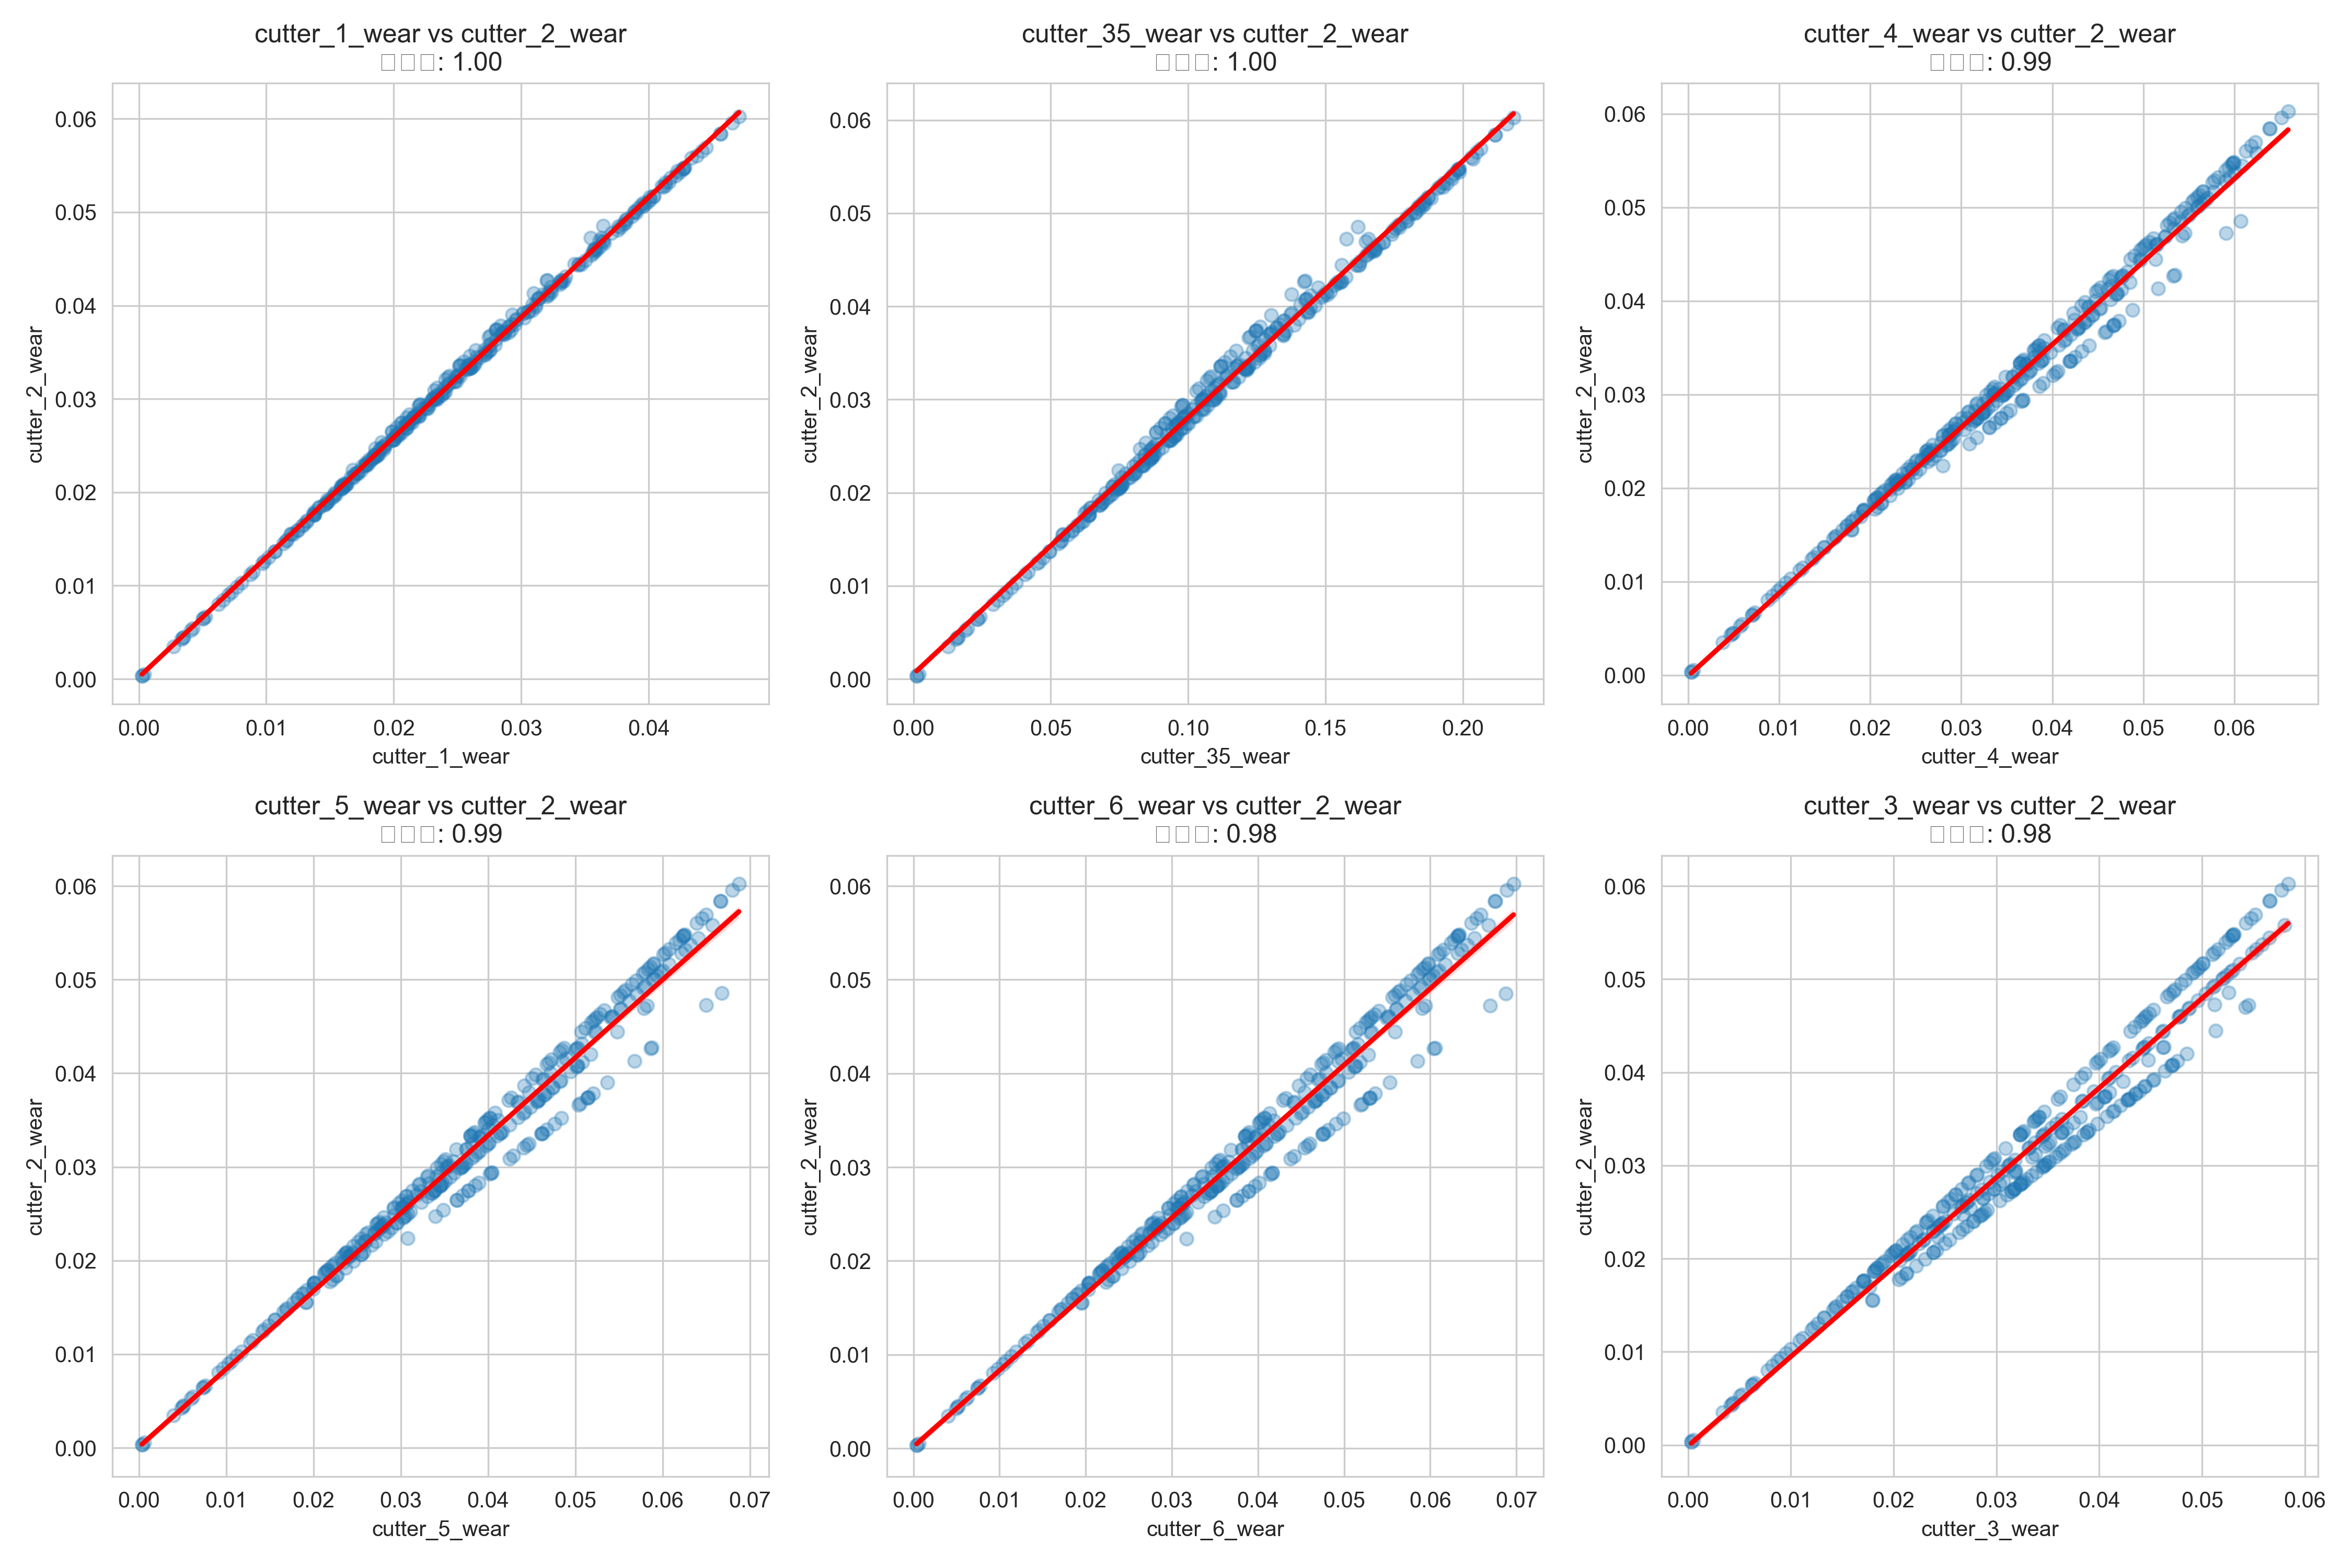 cutter_1_wear vs cutter_2_wear
□□□: 1.00
cutter_35_wear vs cutter_2_wear
□□□: 1.00
cutter_4_wear vs cutter_2_wear
□□□: 0.99
0.06
0.05
0.04
0.03
0.02
0.01
0.00
cutter_2_wear
0.00 0.01 0.02 0.03 0.04
cutter_1_wear
0.06
0.05
0.04
0.03
0.02
0.01
0.00
cutter_2_wear
0.00 0.05 0.10 0.15 0.20
cutter_35_wear
0.06
0.05
0.04
0.03
0.02
0.01
0.00
cutter_2_wear
0.00 0.01 0.02 0.03 0.04 0.05 0.06
cutter_4_wear
cutter_5_wear vs cutter_2_wear
□□□: 0.99
cutter_6_wear vs cutter_2_wear
□□□: 0.98
cutter_3_wear vs cutter_2_wear
□□□: 0.98
0.06
0.05
0.04
0.03
0.02
0.01
0.00
cutter_2_wear
0.00 0.01 0.02 0.03 0.04 0.05 0.06 0.07
cutter_5_wear
0.06
0.05
0.04
0.03
0.02
0.01
0.00
cutter_2_wear
0.00 0.01 0.02 0.03 0.04 0.05 0.06 0.07
cutter_6_wear
0.06
0.05
0.04
0.03
0.02
0.01
0.00
cutter_2_wear
0.00 0.01 0.02 0.03 0.04 0.05 0.06
cutter_3_wear